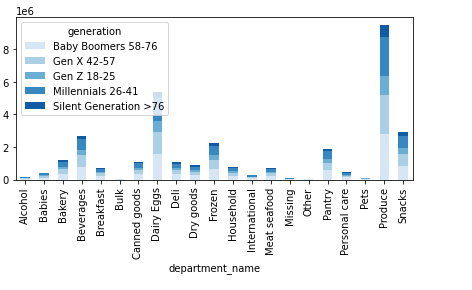 1e6
generation
Baby Boomers 58-76
Gen X 42-57
Gen Z 18-25
Millennials 26-41
Silent Generation >76
8
6
4
2
0
Alcohol
Babies
Bakery
Beverages
Breakfast
Bulk
Canned goods
Dairy Eggs
Deli
Dry goods
Frozen
Household
International
Meat seafood
Missing
Other
Pantry
Personal care
Pets
Produce
Snacks
department_name